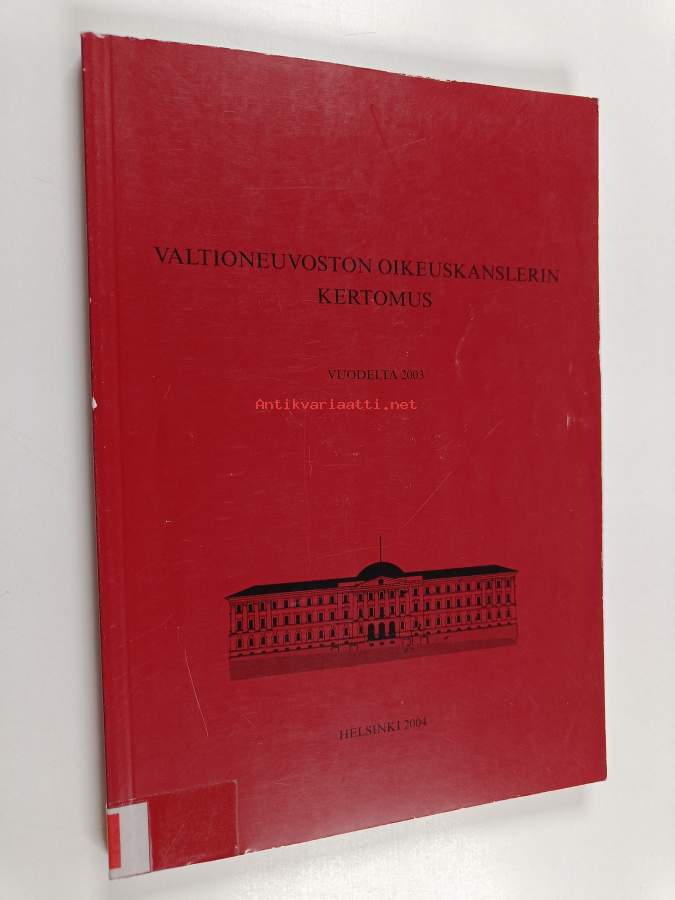 VALTIONEUVOSTON OIKEUSKANSLERIN
KERTOMUS
VUODELTA 2003
Antikvariaatti.net
HELSINKI 2004